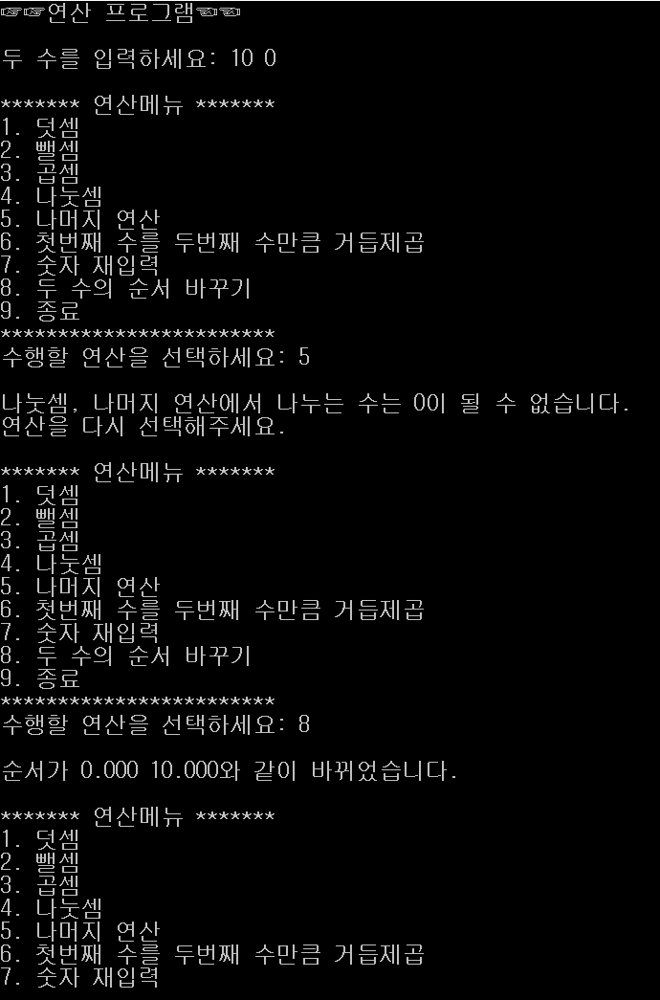 ☞☞연산 프로그램☜☜
두 수를 입력하세요: 10 0
******* 연산메뉴 *******
1. 덧셈
2. 뺄셈
3. 곱셈
4. 나눗셈
5. 나머지 연산
6. 첫번째 수를 두번째 수만큼 거듭제곱
7. 숫자 재입력
8. 두 수의 순서 바꾸기
9. 종료
************************
수행할 연산을 선택하세요: 5
나눗셈, 나머지 연산에서 나누는 수는 0이 될 수 없습니다.
연산을 다시 선택해주세요.
******* 연산메뉴 *******
1. 덧셈
2. 뺄셈
3. 곱셈
4. 나눗셈
5. 나머지 연산
6. 첫번째 수를 두번째 수만큼 거듭제곱
7. 숫자 재입력
8. 두 수의 순서 바꾸기
9. 종료
************************
수행할 연산을 선택하세요: 8
순서가 0.000 10.000와 같이 바뀌었습니다.
******* 연산메뉴 *******
1. 덧셈
2. 뺄셈
3. 곱셈
4. 나눗셈
5. 나머지 연산
6. 첫번째 수를 두번째 수만큼 거듭제곱
7. 숫자 재입력